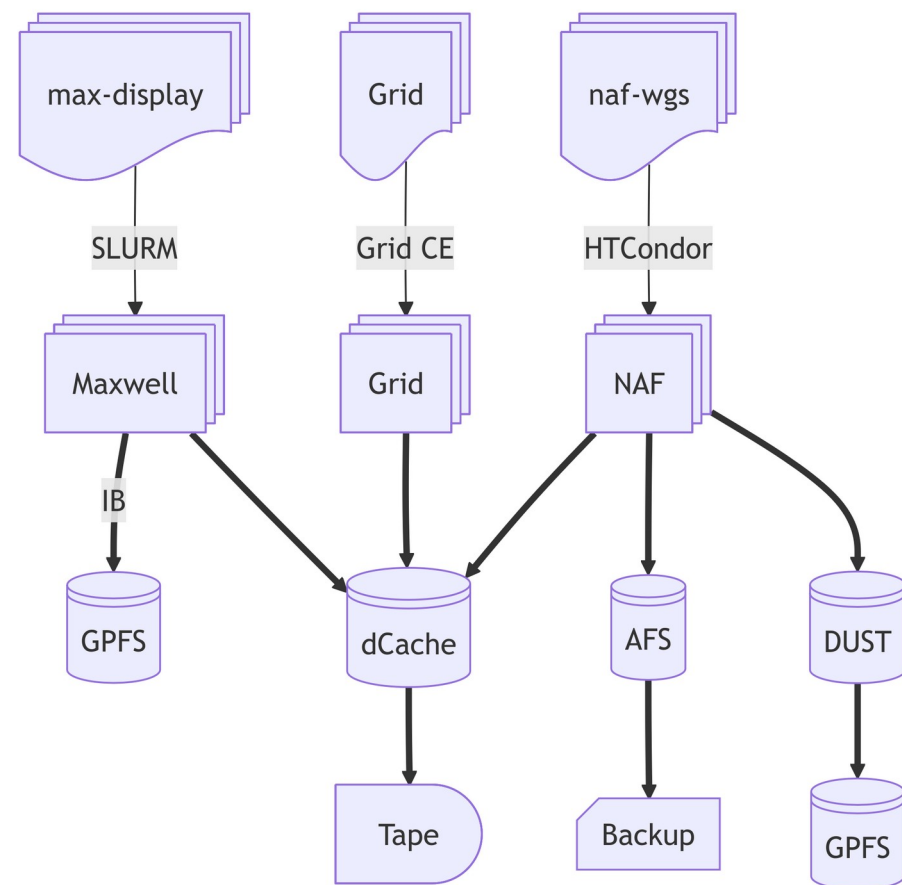 max-display
Grid
naf-wgs
SLURM
Grid CE
HTCondor
Maxwell
Grid
NAF
IB
GPFS
dCache
AFS
DUST
Tape
Backup
GPFS